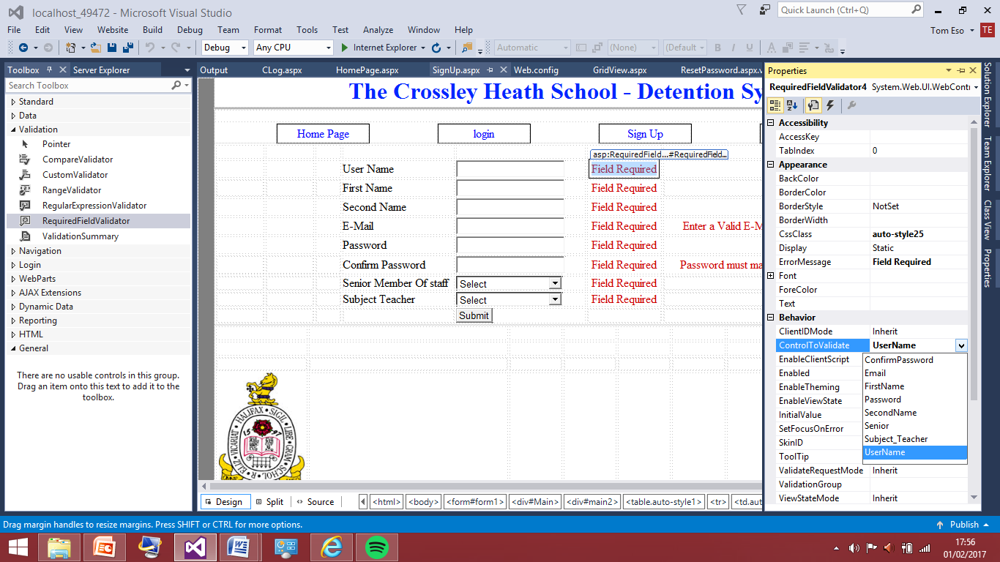 localhost_49472 - Microsoft Visual Studio
Quick Launch (Ctrl+Q)
File Edit View Website Build Debug Team Format Tools Test Analyze Window Help
Tom Eso TE
Debug Any CPU Internet Explorer Automatic (None) (Default B I U A
Toolbox Server Explorer
Search Toolbox
Standard
Data
Validation
Pointer
CompareValidator
CustomValidator
RangeValidator
RegularExpressionValidator
RequiredFieldValidator
ValidationSummary
Navigation
Login
WebParts
AJAX Extensions
Dynamic Data
Reporting
HTML
General
There are no usable controls in this group.
Drag an item onto this text to add it to the
toolbox.
Output CLog.aspx HomePage.aspx SignUp.aspx Web.config GridView.aspx ResetPassword.aspx.v
The Crossley Heath School - Detention Sy
Home Page login Sign Up
asp:RequiredField...#RequiredField...
User Name Field Required
First Name Field Required
Second Name Field Required
E-Mail Field Required Enter a Valid E-M
Password Field Required
Confirm Password Field Required Password must ma
Senior Member Of staff Select Field Required
Subject Teacher Select Field Required
Submit
Design Split Source <html> <body> <form#form1> <div#Main> <div#main2> <table.auto-style1> <tr> <td.aut
Properties
RequiredFieldValidator4 System.Web.UI.WebContr
Accessibility
AccessKey
TabIndex 0
Appearance
BackColor
BorderColor
BorderStyle NotSet
BorderWidth
CssClass auto-style25
Display Static
ErrorMessage Field Required
Font
ForeColor
Text
Behavior
ClientIDMode Inherit
ControlToValidate UserName
EnableClientScript
Enabled
EnableTheming
EnableViewState
InitialValue
SetFocusOnError
SkinID
ToolTip
ValidateRequestMode Inherit
ValidationGroup
ViewStateMode Inherit
ConfirmPassword
Email
FirstName
Password
SecondName
Senior
Subject_Teacher
UserName
Solution Explorer
Team Explorer
Class View
Properties
Drag margin handles to resize margins. Press SHIFT or CTRL for more options.
Publish
17:56
01/02/2017